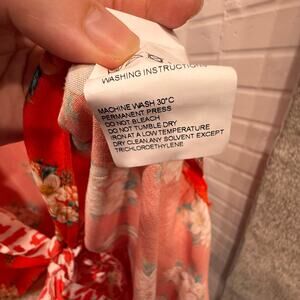 WASHING INSTRUCTION
MACHINE WASH 30°C
PERMANENT PRESS
DO NOT BLEACH
DO NOT TUMBLE DRY
IRON AT A LOW TEMPERATURE
DRY CLEAN,ANY SOLVENT EXCEPT
TRICHLOROETHYLENE